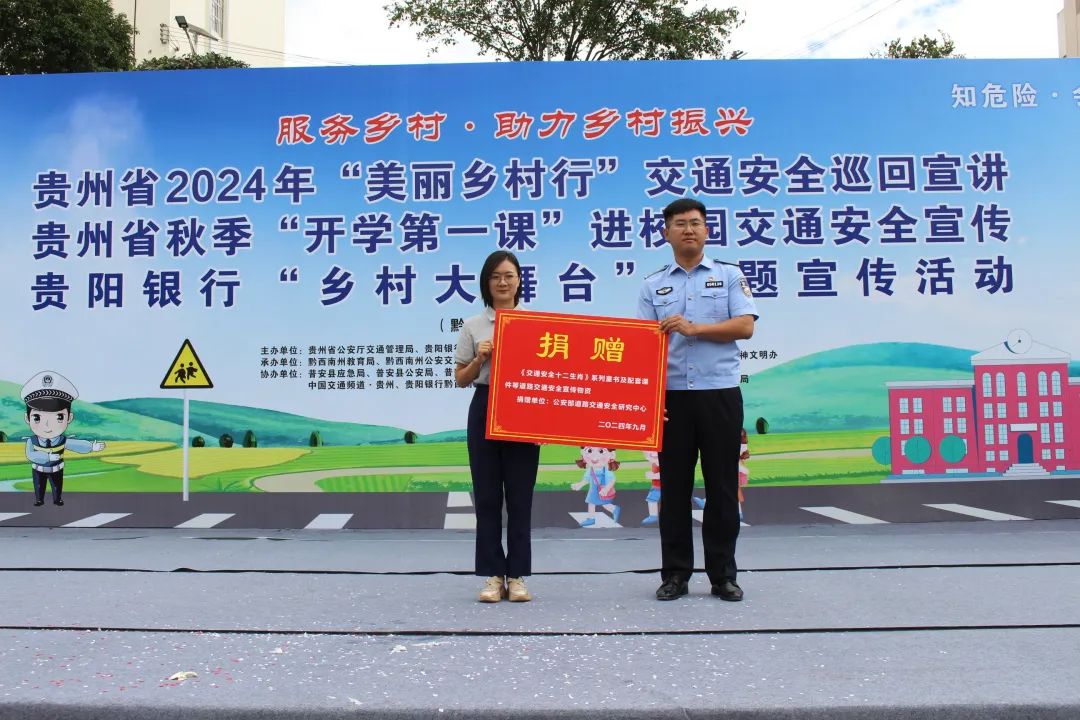 知危险·
服务乡村·助力乡村振兴
贵州省2024年“美丽乡村行”交通安全巡回宣讲
贵州省秋季“开学第一课”进校园交通安全宣传
贵阳银行“乡村大舞台”题宣传活动
（黔
主办单位：贵州省公安厅交通管理局、贵阳银行 神文明办
承办单位：黔西南州教育局、黔西南州公安交 局
协办单位：普安县应急局、普安县公安局、普
中国交通频道·贵州、贵阳银行黔
捐赠
《交通安全十二生肖》系列童书及配套课
件等道路交通安全宣传物资
捐赠单位：公安部道路交通安全研究中心
二〇二四年九月